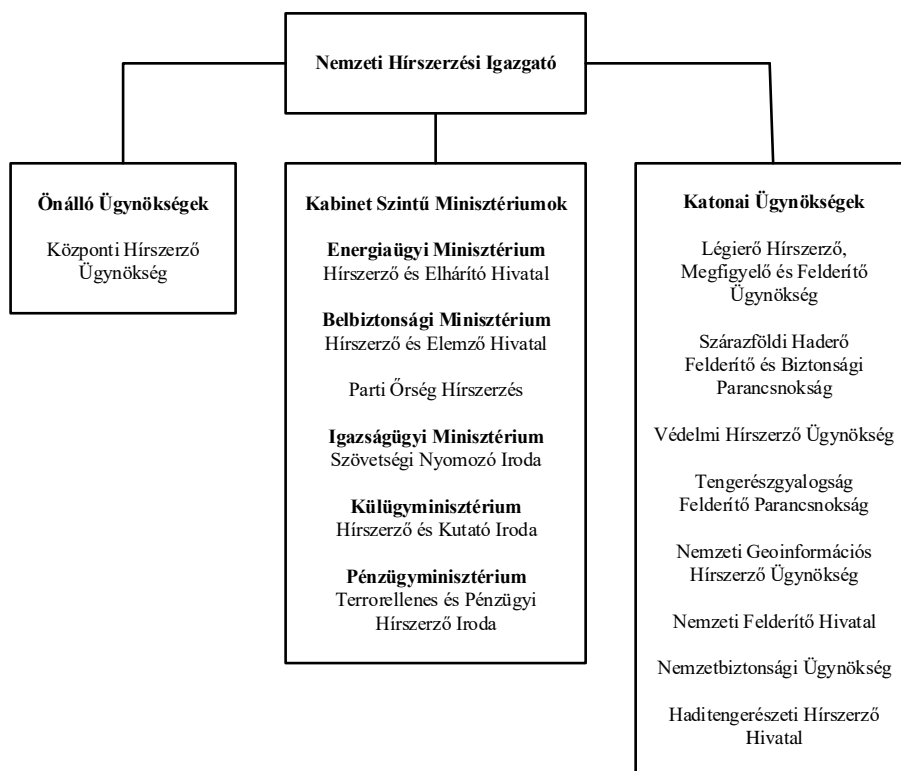 Nemzeti Hírszerzési Igazgató
Önálló Ügynökségek
Központi Hírszerző
Ügynökség
Kabinet Szintű Minisztériumok
Energiaügyi Minisztérium
Hírszerző és Elhárító Hivatal
Belbiztonsági Minisztérium
Hírszerző és Elemző Hivatal
Parti Őrség Hírszerzés
Igazságügyi Minisztérium
Szövetségi Nyomozó Iroda
Külügyminisztérium
Hírszerző és Kutató Iroda
Pénzügyminisztérium
Terrorellenes és Pénzügyi
Hírszerző Iroda
Katonai Ügynökségek
Légierő Hírszerző,
Megfigyelő és Felderítő
Ügynökség
Szárazföldi Haderő
Felderítő és Biztonsági
Parancsnokság
Védelmi Hírszerző Ügynökség
Tengerészgyalogság
Felderítő Parancsnokság
Nemzeti Geoinformációs
Hírszerző Ügynökség
Nemzeti Felderítő Hivatal
Nemzetbiztonsági Ügynökség
Haditengerészeti Hírszerző
Hivatal